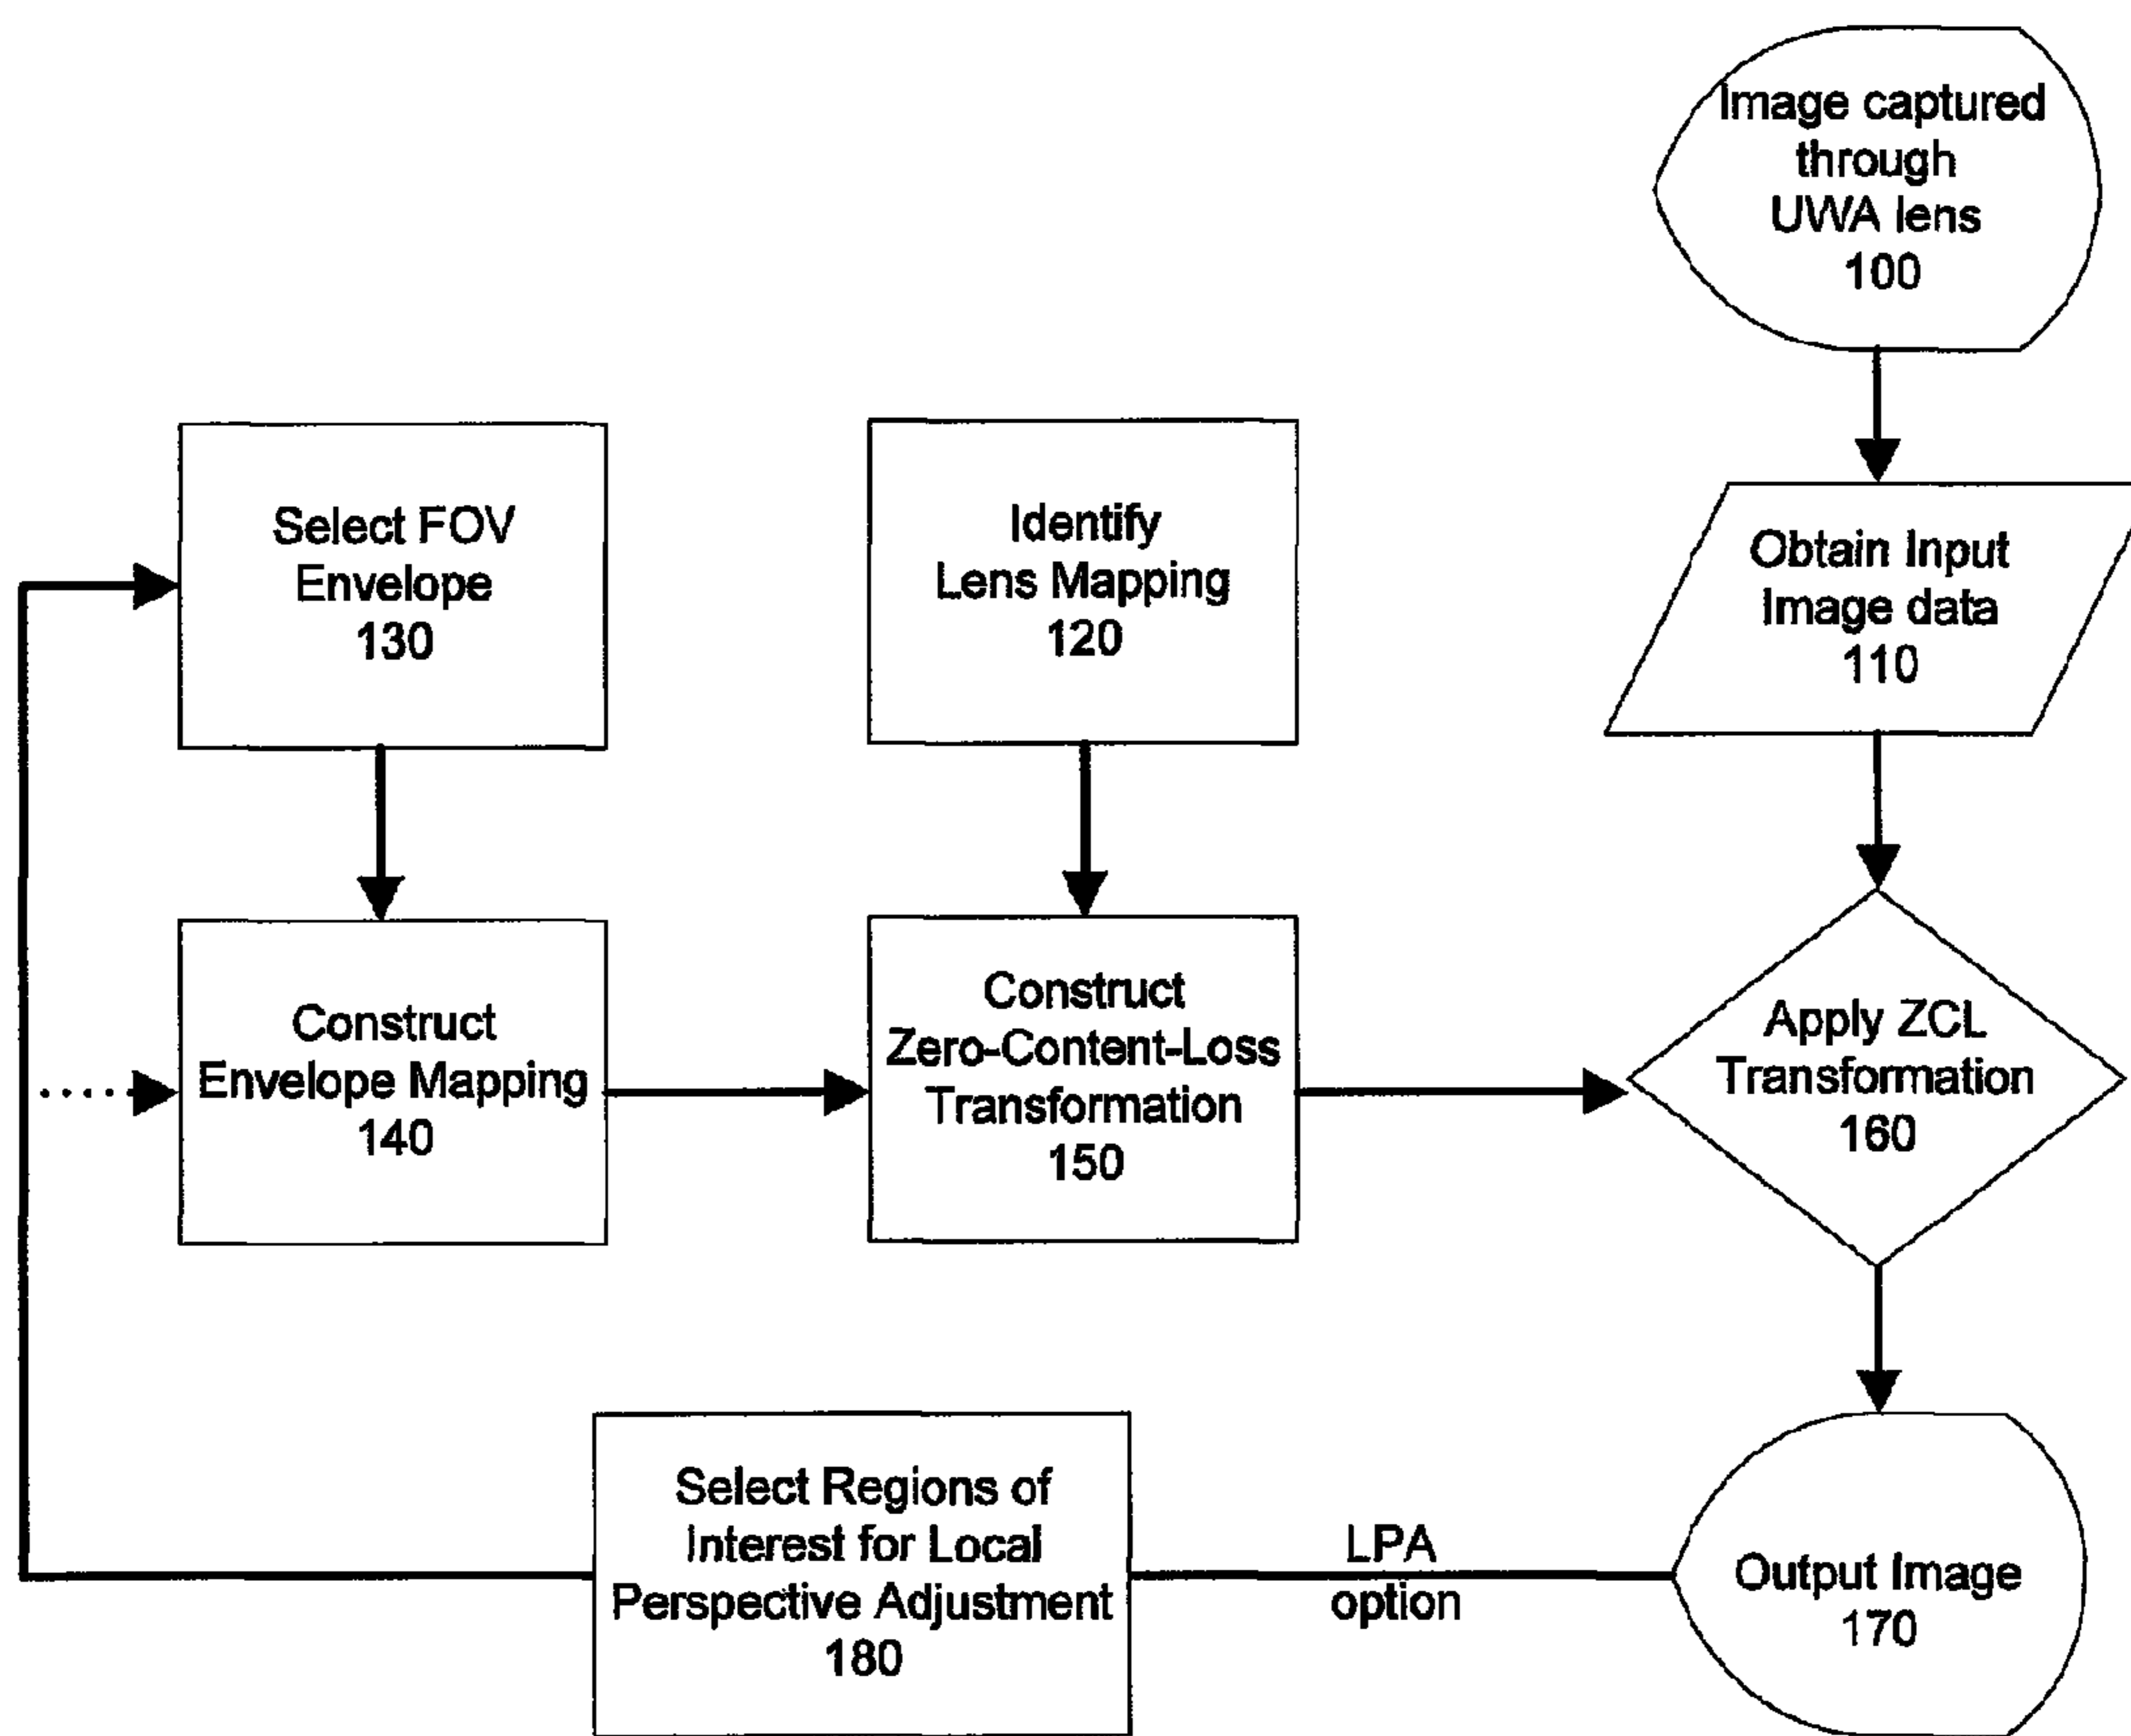 Image captured
through
UWA lens
100
Select FOV
Envelope
130
Identify
Lens Mapping
120
Obtain Input
Image data
110
Construct
Envelope Mapping
140
Construct
Zero-Content-Loss
Transformation
150
Apply ZCL
Transformation
160
Select Regions of
Interest for Local
Perspective Adjustment
180
LPA
option
Output Image
170